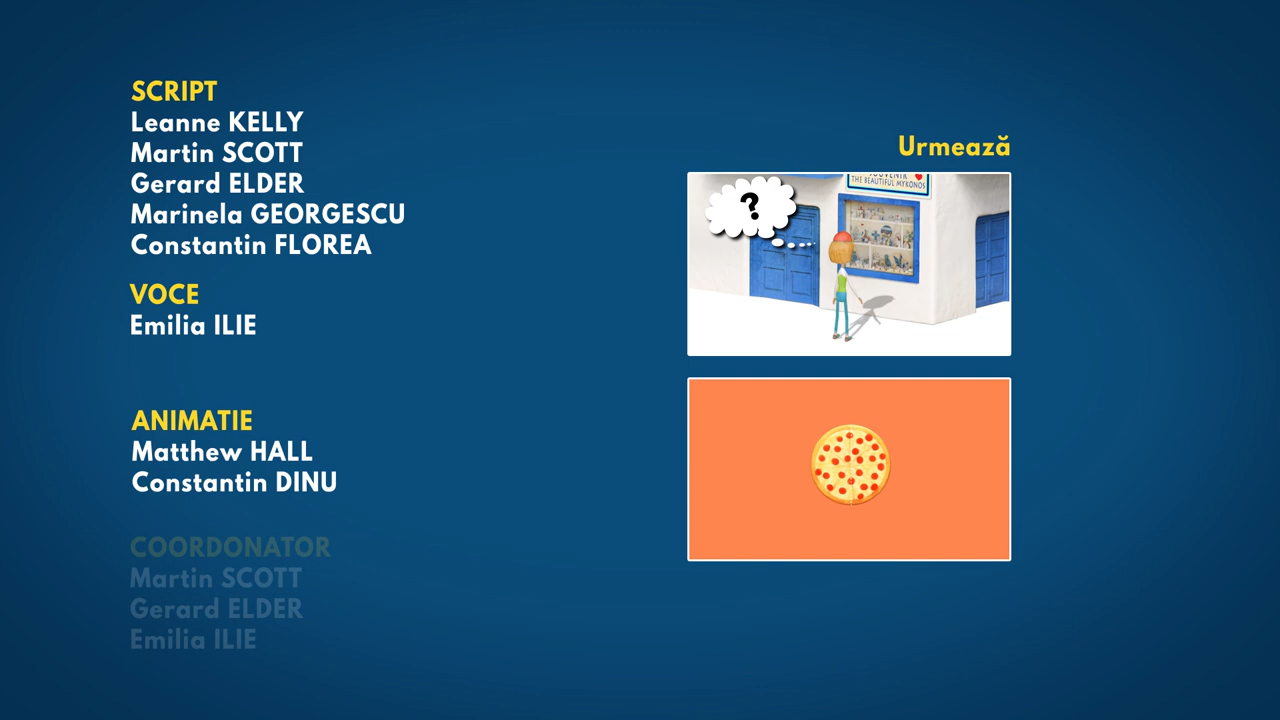 SCRIPT
Leanne KELLY
Martin SCOTT
Gerard ELDER
Marinela GEORGESCU
Constantin FLOREA
VOCE
Emilia ILIE
ANIMATIE
Matthew HALL
Constantin DINU
COORDONATOR
Martin SCOTT
Gerard ELDER
Emilia ILIE
Urmează
SOUVENIR
THE BEAUTIFUL MYKONOS
?